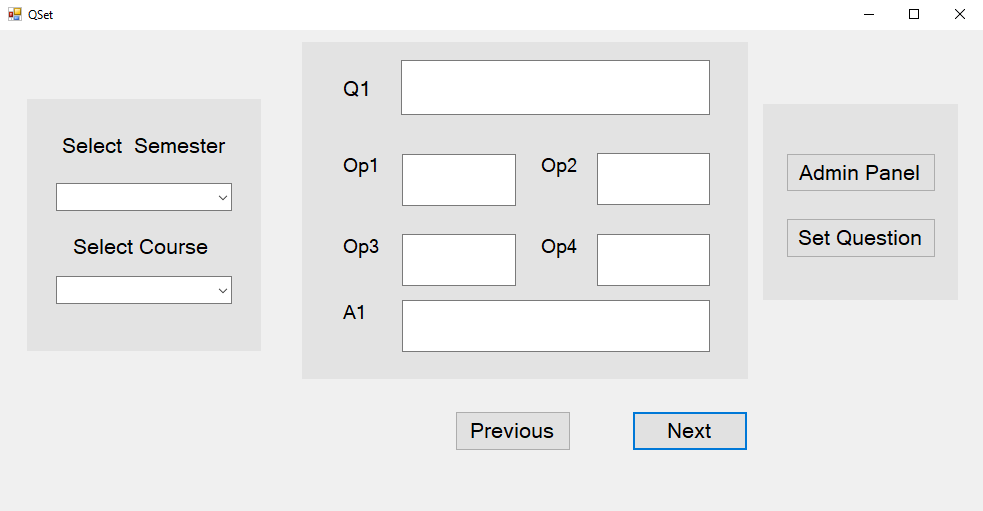 QSet
Select  Semester
Select Course
Q1
Op1
Op2
Op3
Op4
A1
Previous
Next
Admin Panel
Set Question